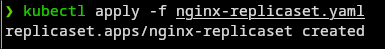 ❯ kubectl apply -f nginx-replicaset.yaml
replicaset.apps/nginx-replicaset created